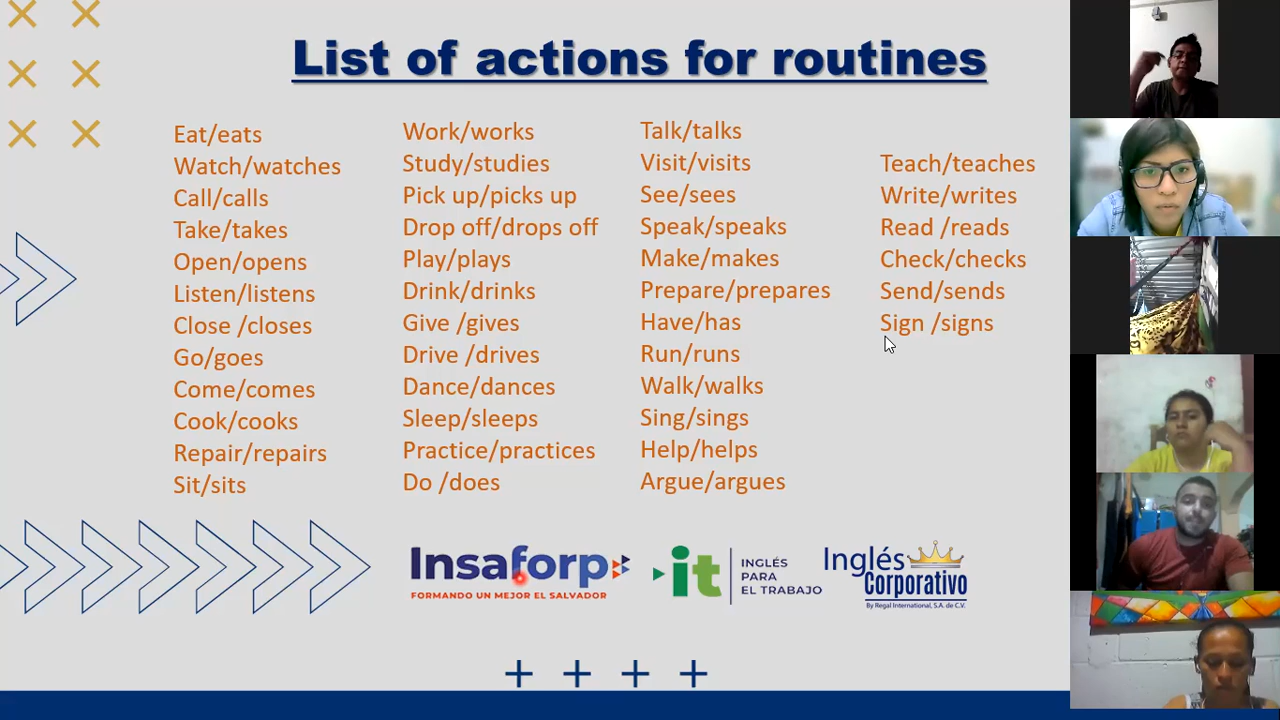 List of actions for routines
Eat/eats
Watch/watches
Call/calls
Take/takes
Open/opens
Listen/listens
Close /closes
Go/goes
Come/comes
Cook/cooks
Repair/repairs
Sit/sits
Work/works
Study/studies
Pick up/picks up
Drop off/drops off
Play/plays
Drink/drinks
Give /gives
Drive /drives
Dance/dances
Sleep/sleeps
Practice/practices
Do /does
Talk/talks
Visit/visits
See/sees
Speak/speaks
Make/makes
Prepare/prepares
Have/has
Run/runs
Walk/walks
Sing/sings
Help/helps
Argue/argues
Teach/teaches
Write/writes
Read /reads
Check/checks
Send/sends
Sign /signs
Insaforp
FORMANDO UN MEJOR EL SALVADOR
it
INGLÉS
PARA
EL TRABAJO
Inglés
Corporativo
By Regal International, S.A. de C.V.